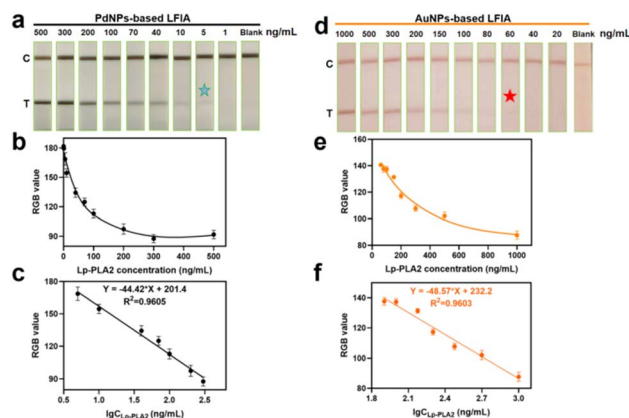 a PdNPs-based LFIA
500 300 100 70 40 10 5 1 Blank ng/mL
C
T
b
RGB value
180
150
120
90
0 100 200 300 400 500
Lp-PLA2 concentration (ng/mL)
c
Y = -44.42*X + 201.4
R2=0.9605
RGB value
180
150
120
90
0.5 1.0 1.5 2.0 2.5
lgCLp-PLA2 (ng/mL)
d AuNPs-based LFIA
1000 500 300 200 150 100 80 60 40 20 Blank ng/mL
C
T
e
RGB value
160
140
120
100
80
0 200 400 600 800 1000
Lp-PLA2 concentration (ng/mL)
f
Y = -48.57*X + 232.2
R2=0.9603
RGB value
140
120
100
80
1.8 2.1 2.4 2.7 3.0
lgCLp-PLA2 (ng/mL)